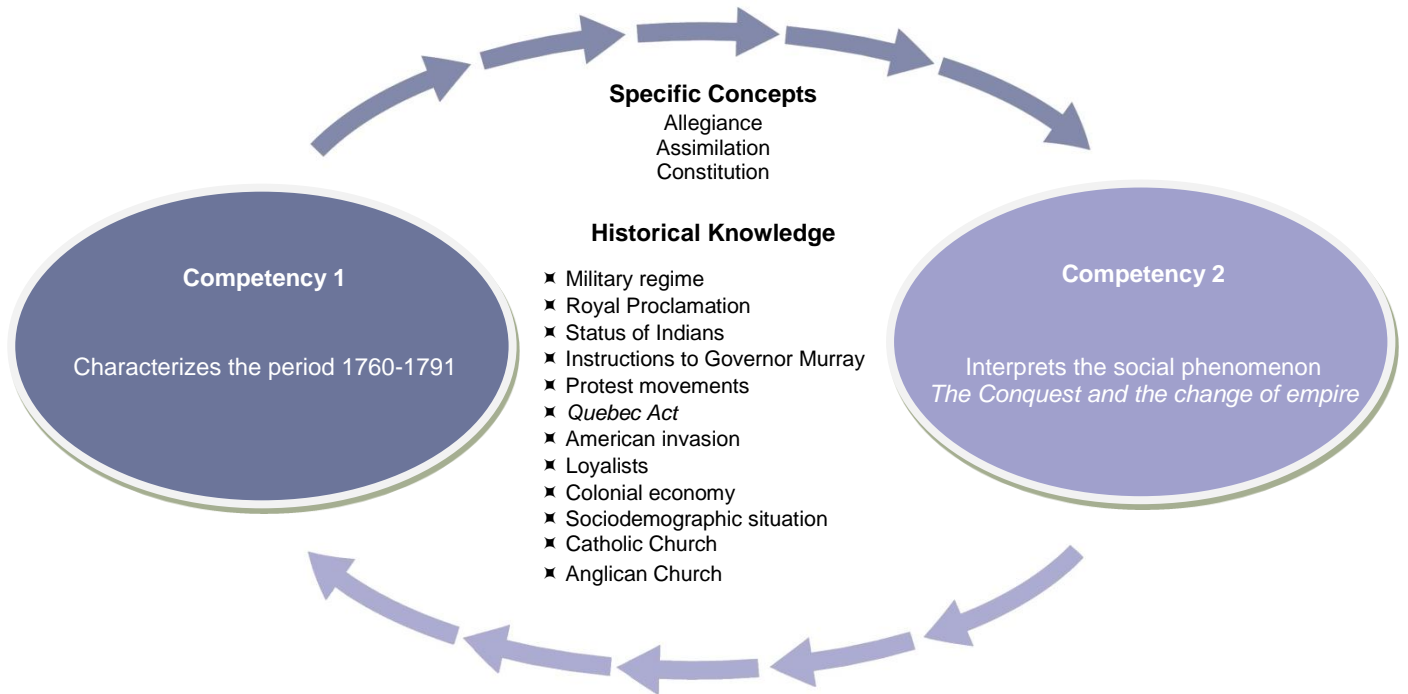 Specific Concepts
Allegiance
Assimilation
Constitution
Historical Knowledge
Military regime
Royal Proclamation
Status of Indians
Instructions to Governor Murray
Protest movements
Quebec Act
American invasion
Loyalists
Colonial economy
Sociodemographic situation
Catholic Church
Anglican Church
Competency 1
Characterizes the period 1760-1791
Competency 2
Interprets the social phenomenon
The Conquest and the change of empire